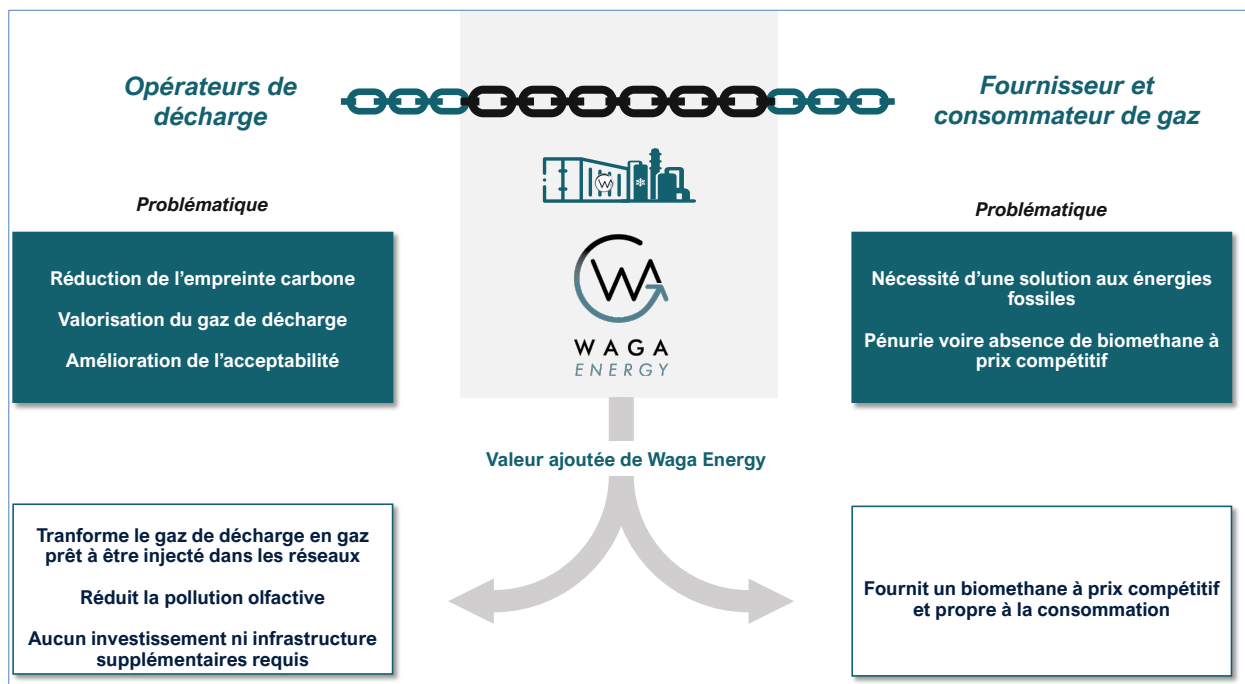 Opérateurs de
décharge
Fournisseur et
consommateur de gaz
Problématique
Problématique
Réduction de l'empreinte carbone
Valorisation du gaz de décharge
Amélioration de l'acceptabilité
W
WA
WAGA
ENERGY
Nécessité d'une solution aux énergies
fossiles
Pénurie voire absence de biomethane à
prix compétitif
Valeur ajoutée de Waga Energy
Tranforme le gaz de décharge en gaz
prêt à être injecté dans les réseaux
Réduit la pollution olfactive
Aucun investissement ni infrastructure
supplémentaires requis
Fournit un biomethane à prix compétitif
et propre à la consommation